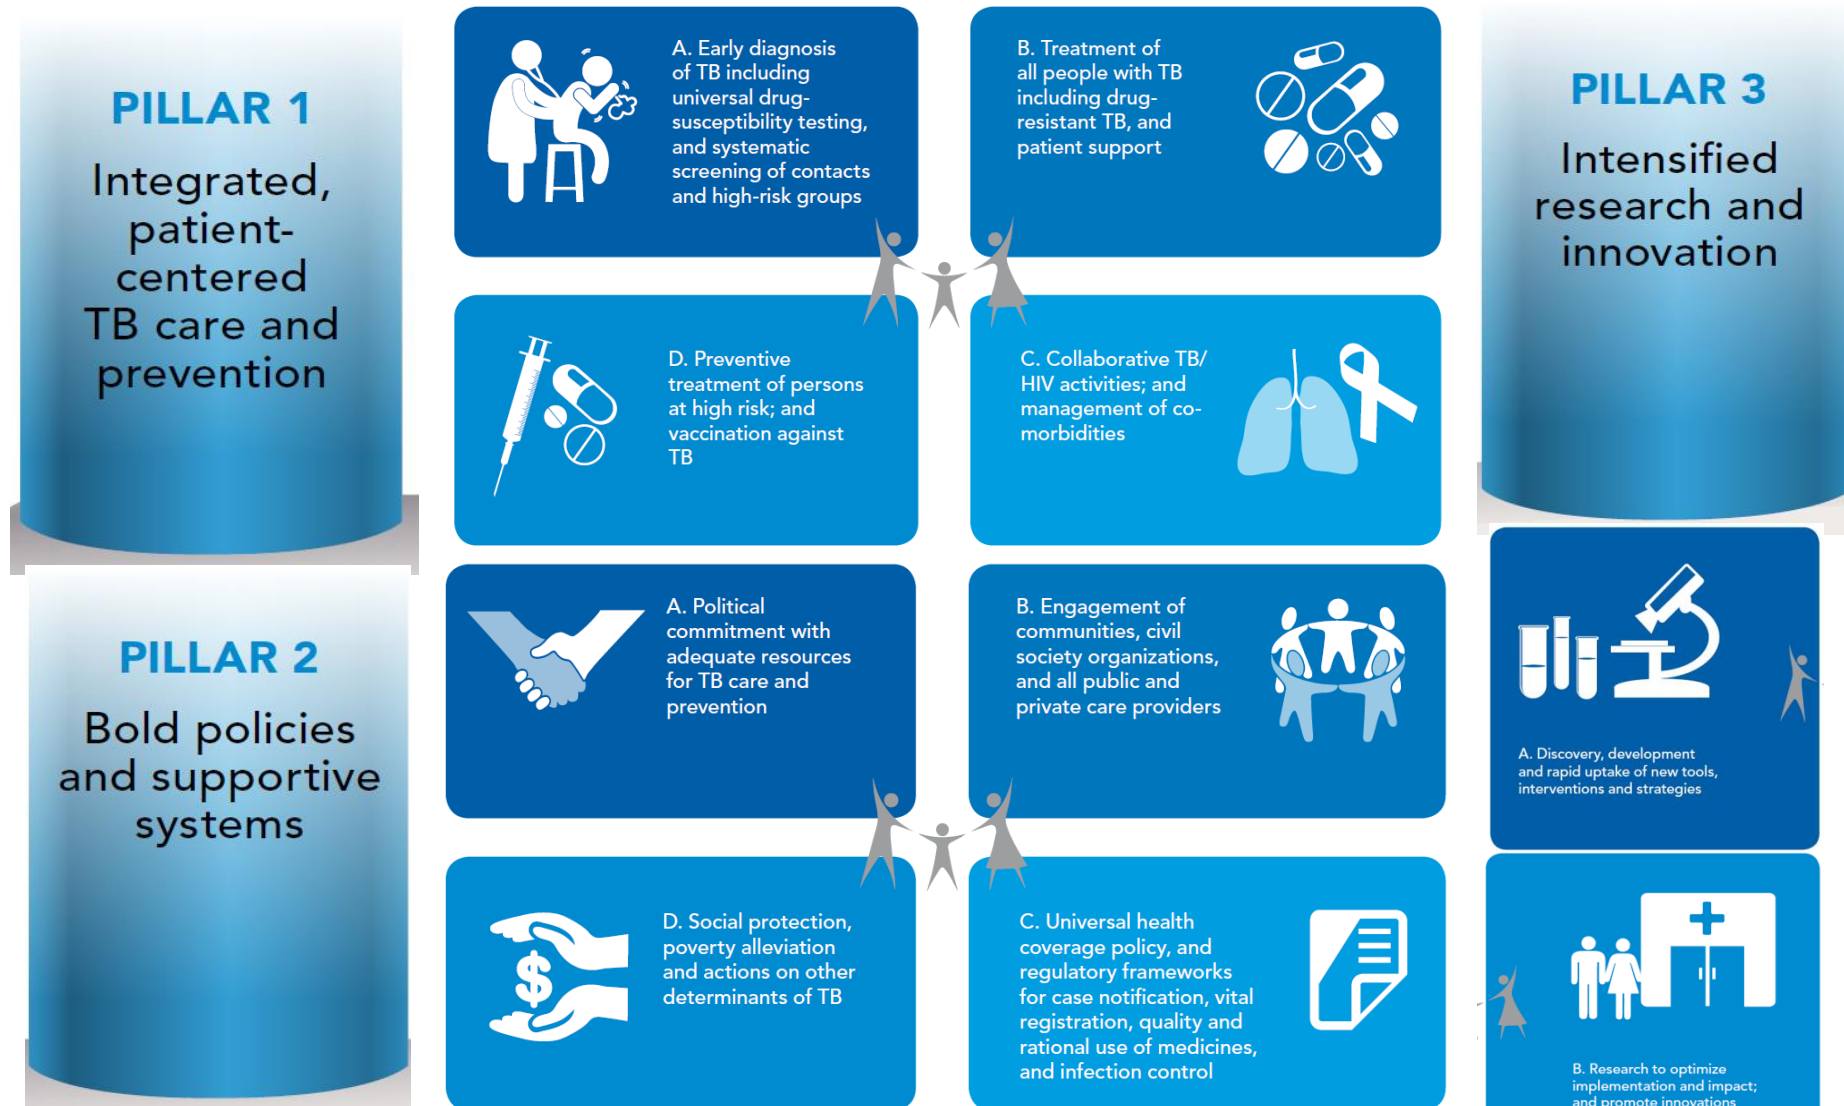 PILLAR 1
Integrated,
patient-
centered
TB care and
prevention
A. Early diagnosis
of TB including
universal drug-
susceptibility testing,
and systematic
screening of contacts
and high-risk groups
B. Treatment of
all people with TB
including drug-
resistant TB, and
patient support
D. Preventive
treatment of persons
at high risk; and
vaccination against
TB
C. Collaborative TB/
HIV activities; and
management of co-
morbidities
PILLAR 2
Bold policies
and supportive
systems
A. Political
commitment with
adequate resources
for TB care and
prevention
B. Engagement of
communities, civil
society organizations,
and all public and
private care providers
D. Social protection,
poverty alleviation
and actions on other
determinants of TB
$
C. Universal health
coverage policy, and
regulatory frameworks
for case notification, vital
registration, quality and
rational use of medicines,
and infection control
PILLAR 3
Intensified
research and
innovation
A. Discovery, development
and rapid uptake of new tools,
interventions and strategies
B. Research to optimize
implementation and impact;
and promote innovations